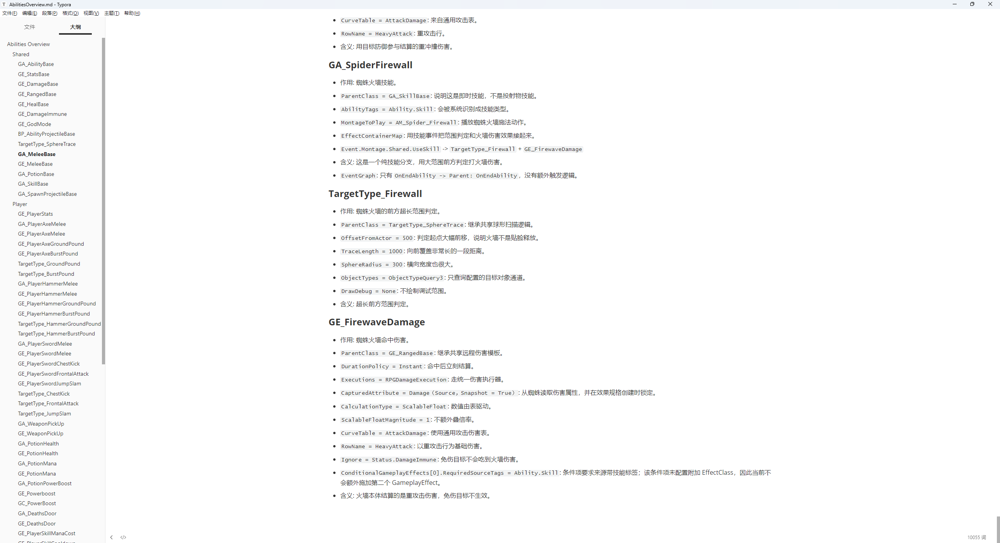 AbilitiesOverview.md - Typora
文件(F) 编辑(E) 段落(P) 格式(O) 视图(V) 主题(T) 帮助(H)
文件 大纲
Abilities Overview
Shared
GA_AbilityBase
GE_StatsBase
GE_DamageBase
GE_RangedBase
GE_HealBase
GE_DamageImmune
GE_GodMode
BP_AbilityProjectileBase
TargetType_SphereTrace
GA_MeleeBase
GE_MeleeBase
GA_PotionBase
GA_SkillBase
GA_SpawnProjectileBase
Player
GE_PlayerStats
GA_PlayerAxeMelee
GE_PlayerAxeMelee
GE_PlayerAxeGroundPound
GE_PlayerAxeBurstPound
TargetType_GroundPound
TargetType_BurstPound
GA_PlayerHammerMelee
GE_PlayerHammerMelee
GE_PlayerHammerGroundPound
GE_PlayerHammerBurstPound
TargetType_HammerGroundPound
TargetType_HammerBurstPound
GA_PlayerSwordMelee
GE_PlayerSwordMelee
GE_PlayerSwordChestKick
GE_PlayerSwordFrontalAttack
GE_PlayerSwordJumpSlam
TargetType_ChestKick
TargetType_FrontalAttack
TargetType_JumpSlam
GA_WeaponPickUp
GE_WeaponPickUp
GA_PotionHealth
GE_PotionHealth
GA_PotionMana
GE_PotionMana
GA_PotionPowerBoost
GE_Powerboost
GC_PowerBoost
GA_DeathsDoor
GE_DeathsDoor
GE_PlayerSkillManaCost
CurveTable = AttackDamage: 来自通用攻击表。
RowName = HeavyAttack: 重攻击行。
含义: 用目标防御参与结算的重冲撞伤害。
GA_SpiderFirewall
作用: 蜘蛛火墙技能。
ParentClass = GA_SkillBase: 说明这是即时技能，不是投射物技能。
AbilityTags = Ability.Skill: 会被系统识别成技能类型。
MontageToPlay = AM_Spider_Firewall: 播放蜘蛛火墙施法动作。
EffectContainerMap: 用技能事件把范围判定和火墙伤害效果接起来。
Event.Montage.Shared.UseSkill -> TargetType_Firewall + GE_FirewaveDamage
含义: 这是一个纯技能分支，用大范围前方判定打火墙伤害。
EventGraph: 只有 OnEndAbility -> Parent: OnEndAbility，没有额外触发逻辑。
TargetType_Firewall
作用: 蜘蛛火墙的前方超长范围判定。
ParentClass = TargetType_SphereTrace: 继承共享球形扫描逻辑。
OffsetFromActor = 500: 判定起点大幅前移，说明火墙不是贴脸释放。
TraceLength = 1000: 向前覆盖非常长的一段距离。
SphereRadius = 300: 横向宽度也很大。
ObjectTypes = ObjectTypeQuery3: 只查询配置的目标对象通道。
DrawDebug = None: 不绘制调试范围。
含义: 超长前方范围判定。
GE_FirewaveDamage
作用: 蜘蛛火墙命中伤害。
ParentClass = GE_RangedBase: 继承共享远程伤害模板。
DurationPolicy = Instant: 命中后立刻结算。
Executions = RPGDamageExecution: 走统一伤害执行器。
CapturedAttribute = Damage（Source，Snapshot = True）: 从蜘蛛读取伤害属性，并在效果规格创建时锁定。
CalculationType = ScalableFloat: 数值由表驱动。
ScalableFloatMagnitude = 1: 不额外叠倍率。
CurveTable = AttackDamage: 使用通用攻击伤害表。
RowName = HeavyAttack: 以重攻击行为基础伤害。
Ignore = Status.DamageImmune: 免伤目标不会吃到火墙伤害。
ConditionalGameplayEffects[0].RequiredSourceTags = Ability.Skill: 条件项要求来源带技能标签；该条件项未配置附加 EffectClass，因此当前不
会额外施加第二个 GameplayEffect。
含义: 火墙本体结算的是重攻击伤害，免伤目标不生效。
10055 词